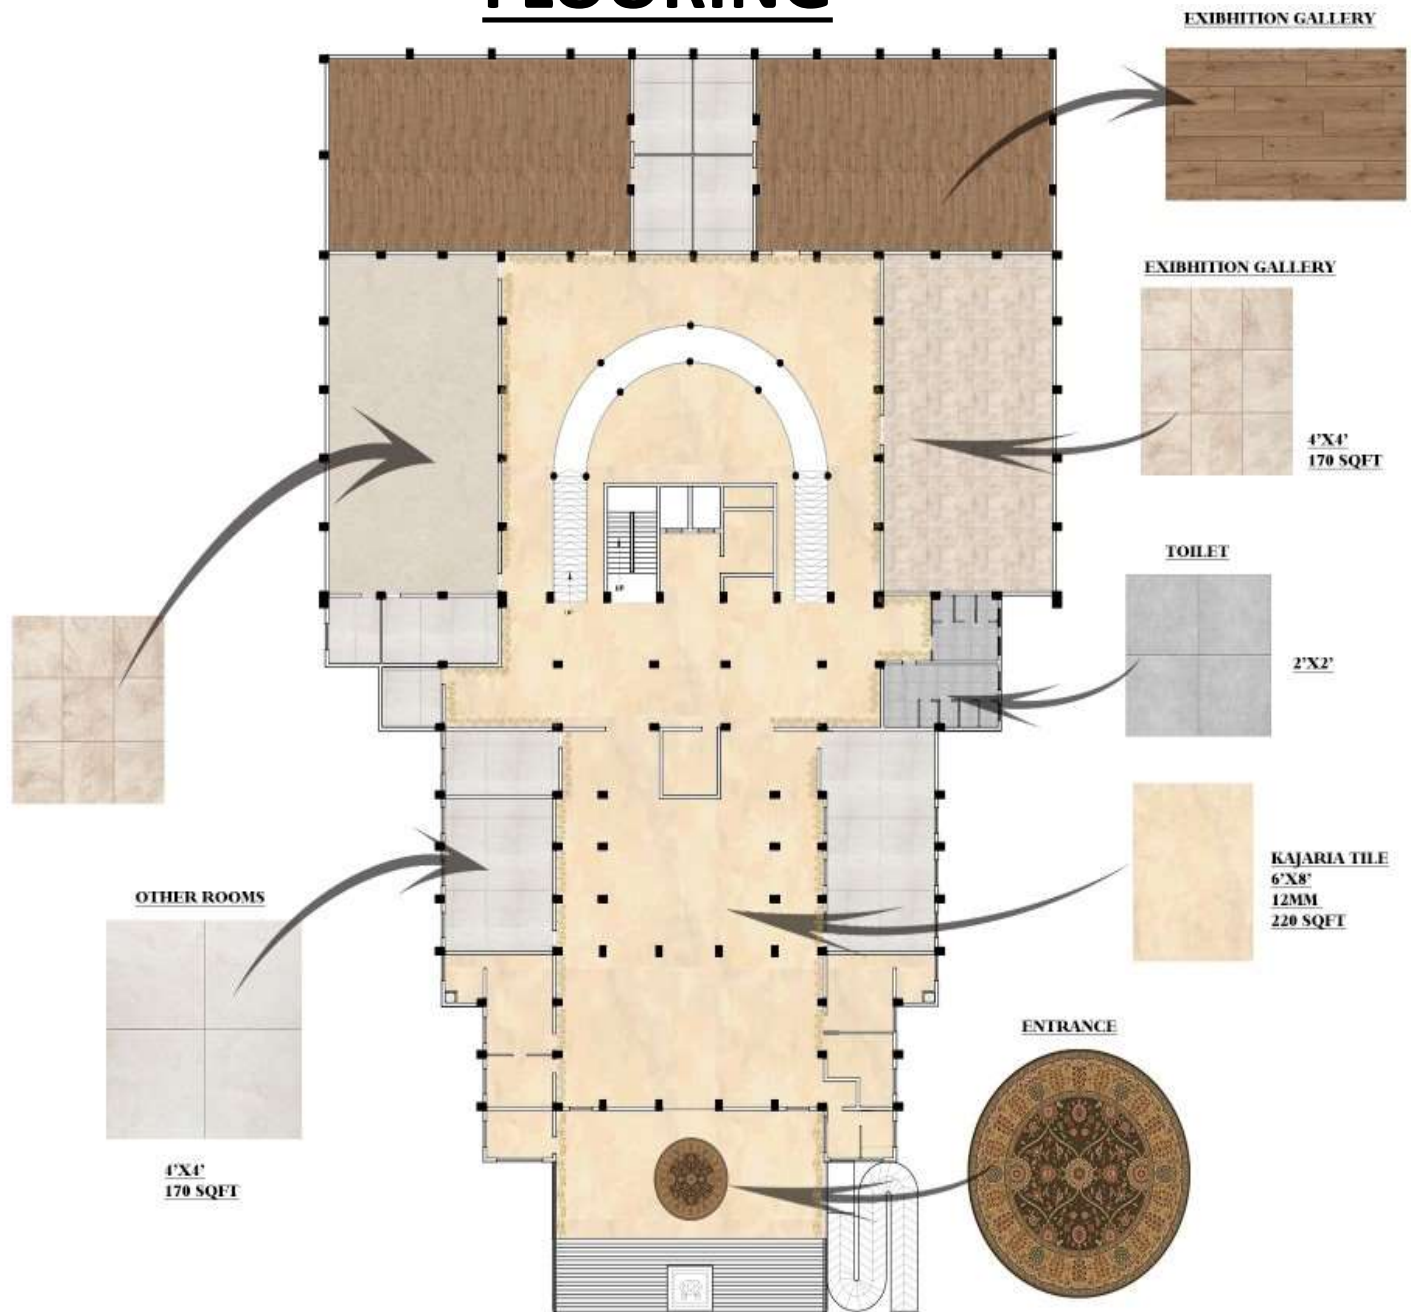 FLOORING
EXIBHITION GALLERY
EXIBHITION GALLERY
4'X4'
170 SQFT
TOILET
2'X2'
UP
KAJARIA TILE
6'X8'
12MM
220 SQFT
OTHER ROOMS
4'X4'
170 SQFT
ENTRANCE